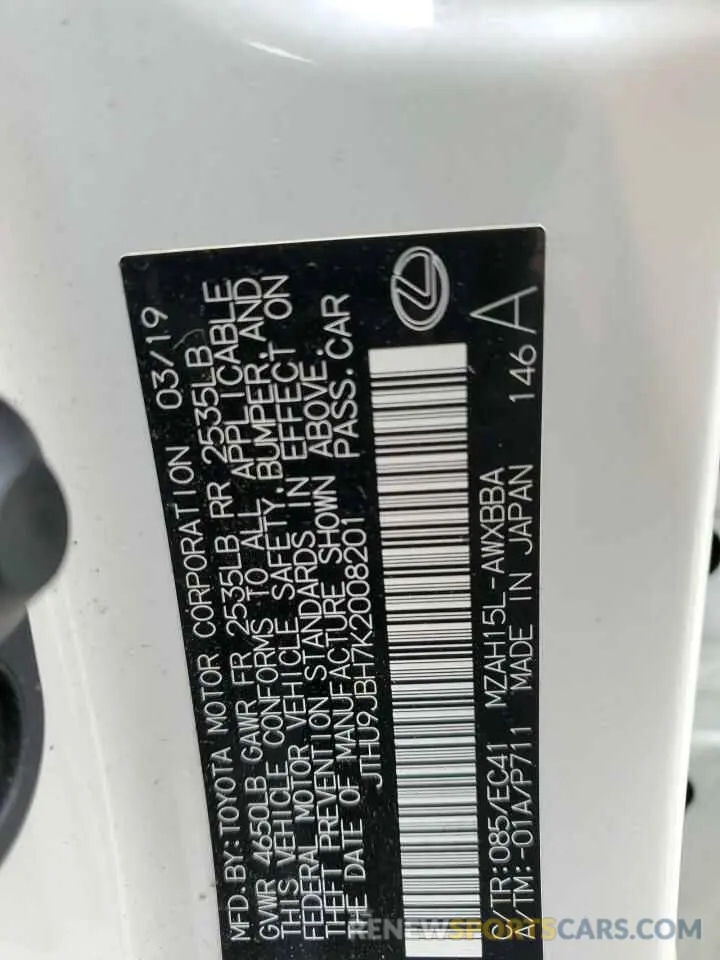 MFD.BY:TOYOTA MOTOR CORPORATION 03/19
GVWR 4650LB GAWR FR 2535LB RR 2535LB
THIS VEHICLE CONFORMS TO ALL APPLICABLE
FEDERAL MOTOR VEHICLE SAFETY,BUMPER,AND
THEFT PREVENTION STANDARDS IN EFFECT ON
THE DATE OF MANUFACTURE SHOWN ABOVE.
JTHU9JBH7K2008201 PASS.CAR
C/TR:085/EC41 MZAH15L-AWXBBA 146 A
A/TM:-01A/P711 MADE IN JAPAN
RENEWSPORTSCARS.COM